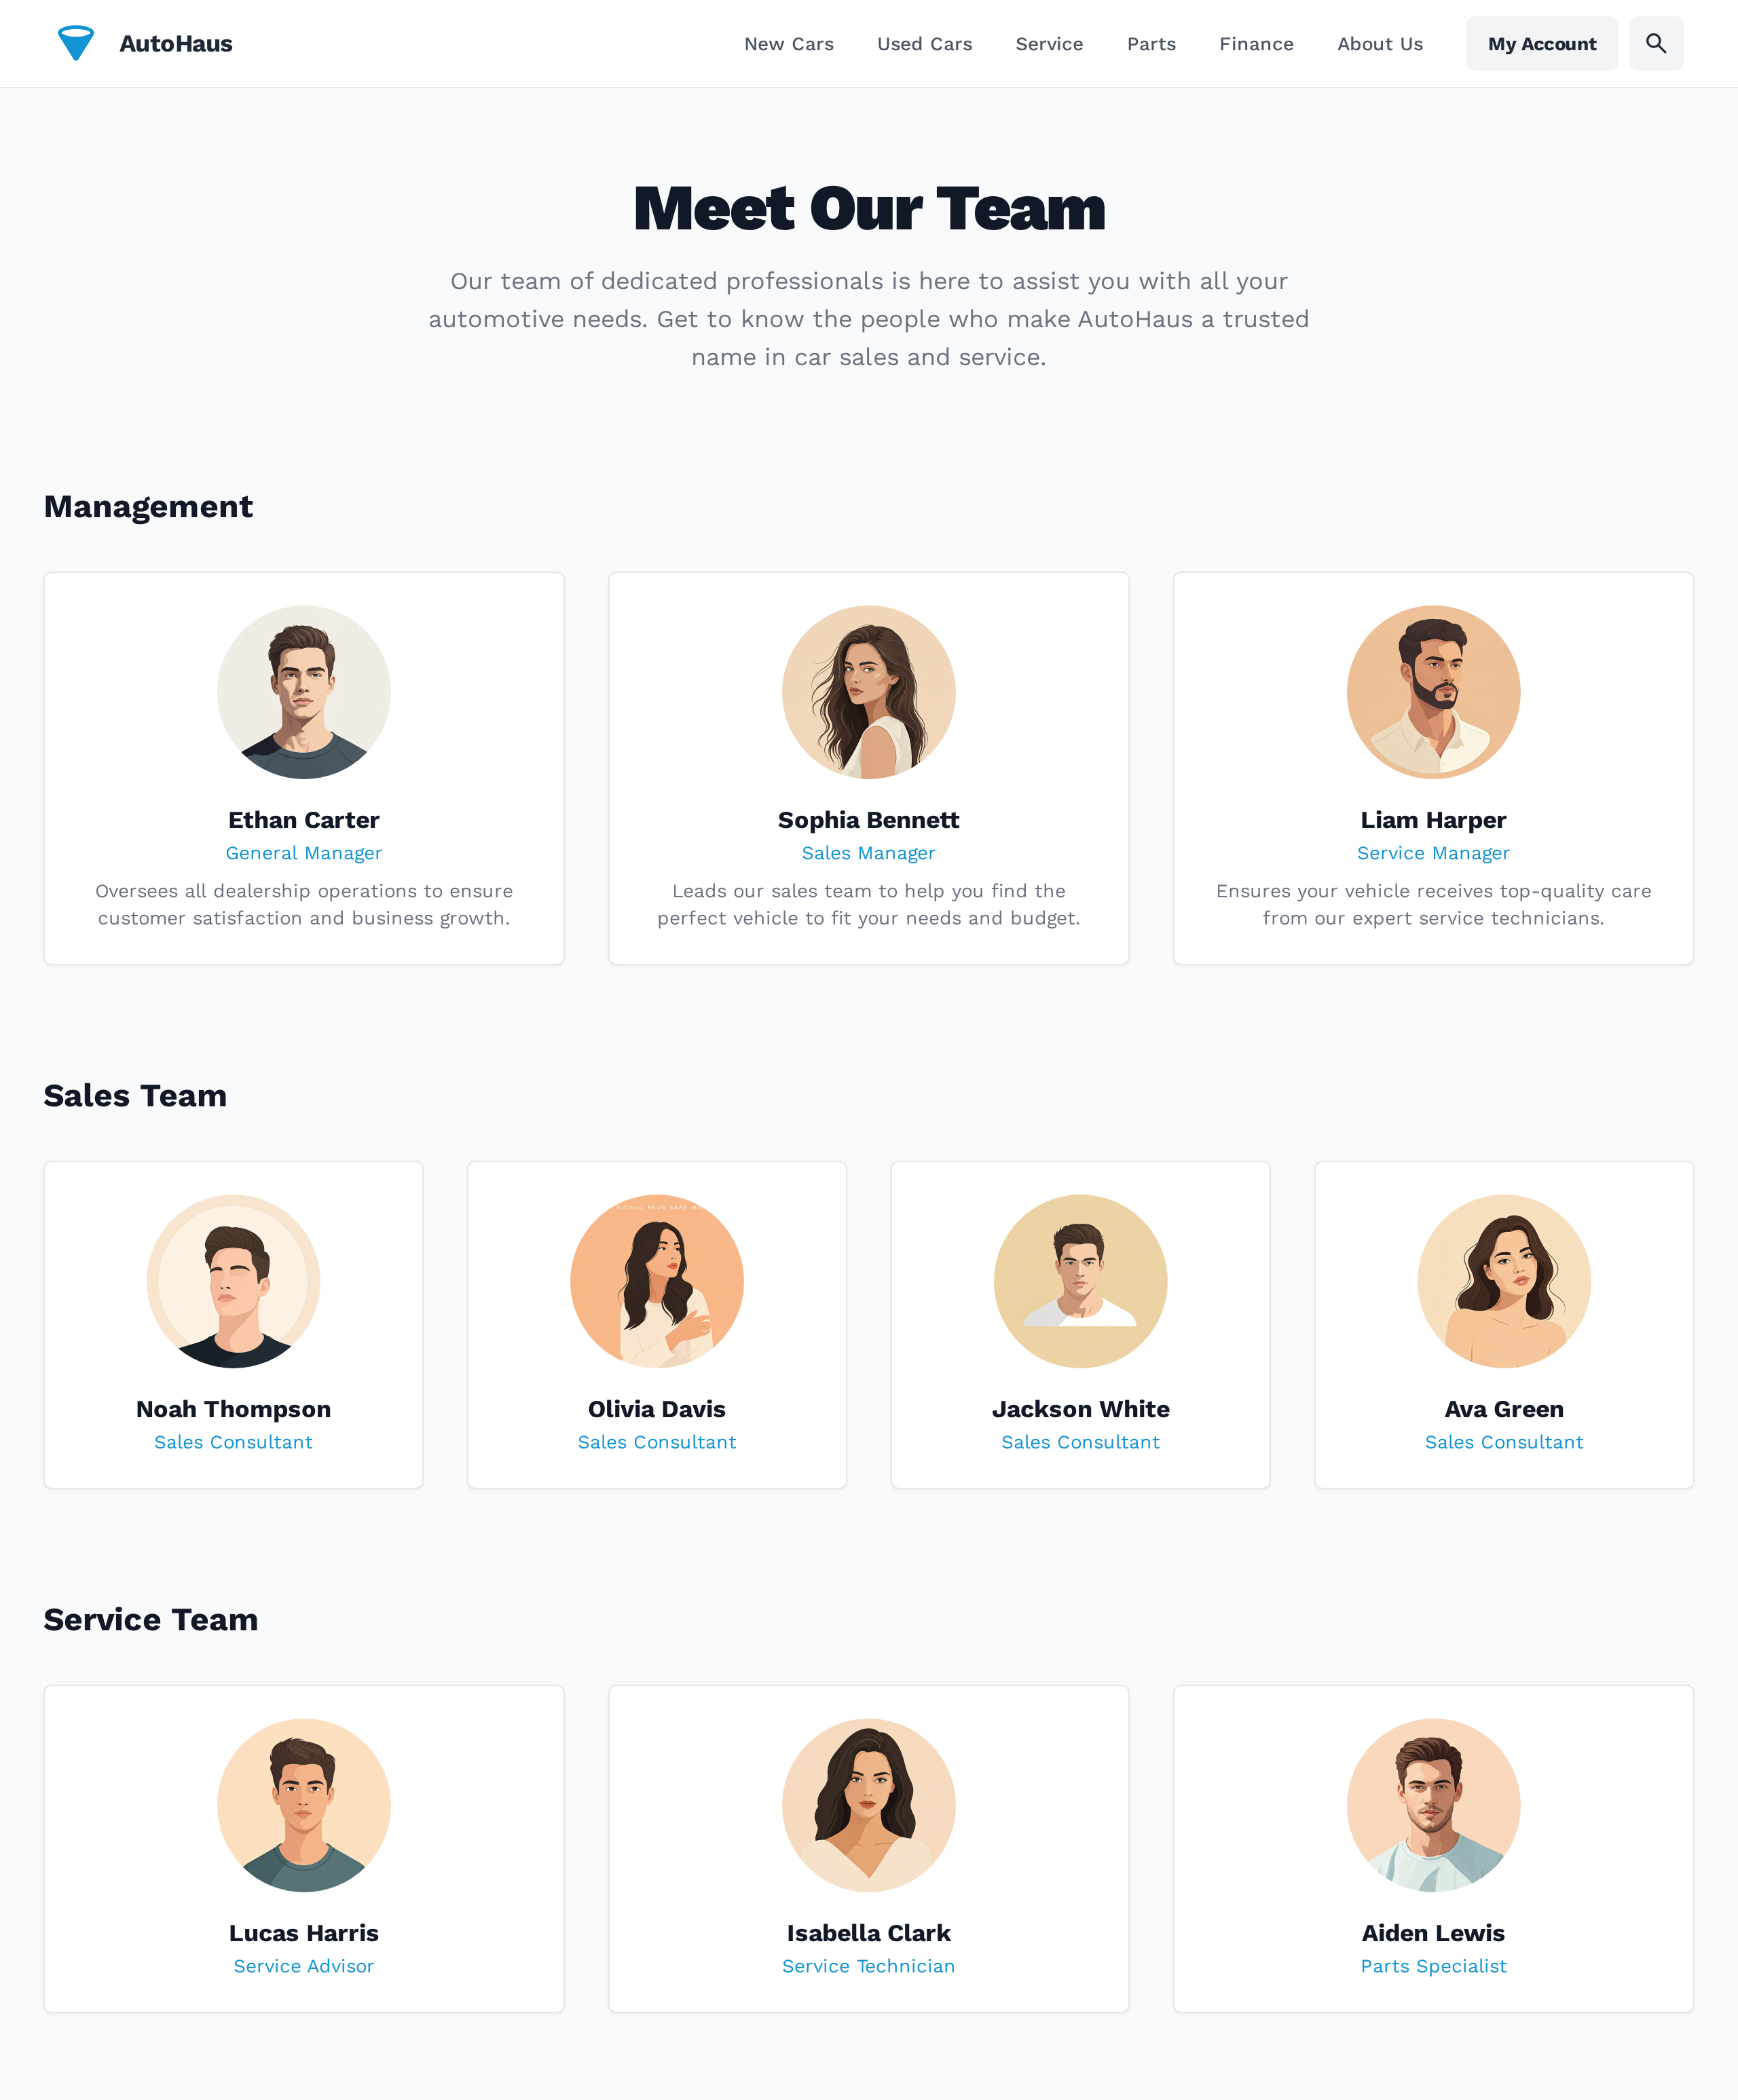 AutoHaus
New Cars
Used Cars
Service
Parts
Finance
About Us
My Account
Meet Our Team
Our team of dedicated professionals is here to assist you with all your
automotive needs. Get to know the people who make AutoHaus a trusted
name in car sales and service.
Management
Ethan Carter
General Manager
Oversees all dealership operations to ensure
customer satisfaction and business growth.
Sophia Bennett
Sales Manager
Leads our sales team to help you find the
perfect vehicle to fit your needs and budget.
Liam Harper
Service Manager
Ensures your vehicle receives top-quality care
from our expert service technicians.
Sales Team
Noah Thompson
Sales Consultant
Olivia Davis
Sales Consultant
Jackson White
Sales Consultant
Ava Green
Sales Consultant
Service Team
Lucas Harris
Service Advisor
Isabella Clark
Service Technician
Aiden Lewis
Parts Specialist